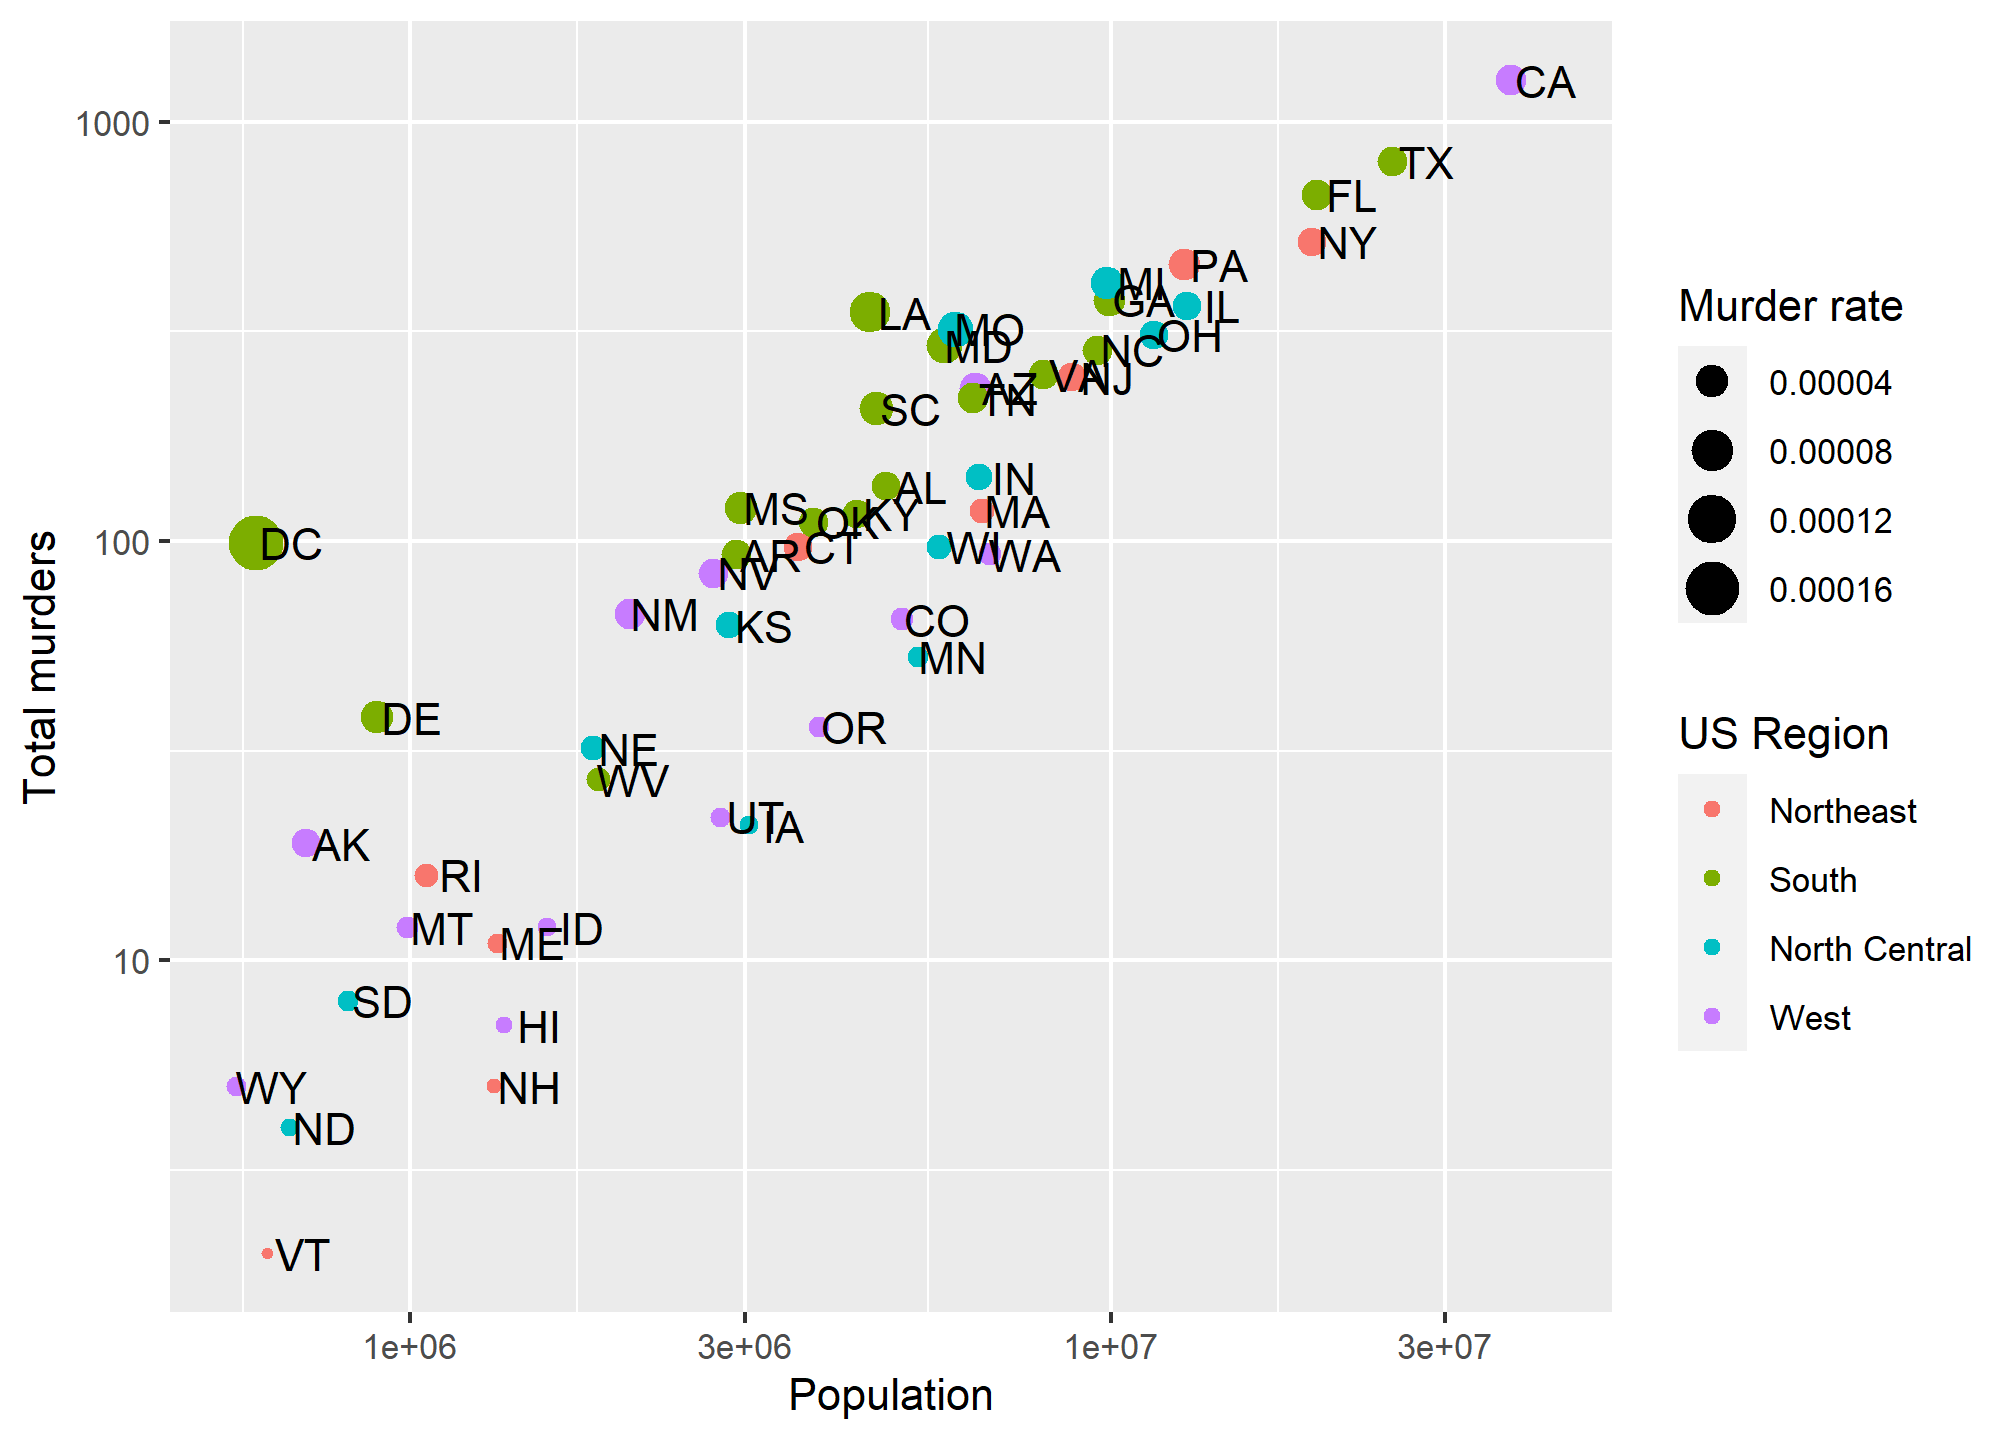 CA
1000
TX
FL
NY
PA
MI
GA
IL
LA
MO
OH
MD
NC
AZ
VA
NJ
TN
SC
IN
AL
MS
MA
OK
KY
100
DC
CT
WI
WA
AR
NV
NM
CO
KS
MN
DE
OR
NE
WV
UT
IA
AK
RI
MT
ID
ME
10
SD
HI
WY
NH
ND
VT
Total murders
1e+06
3e+06
1e+07
3e+07
Population
Murder rate
0.00004
0.00008
0.00012
0.00016
US Region
Northeast
South
North Central
West